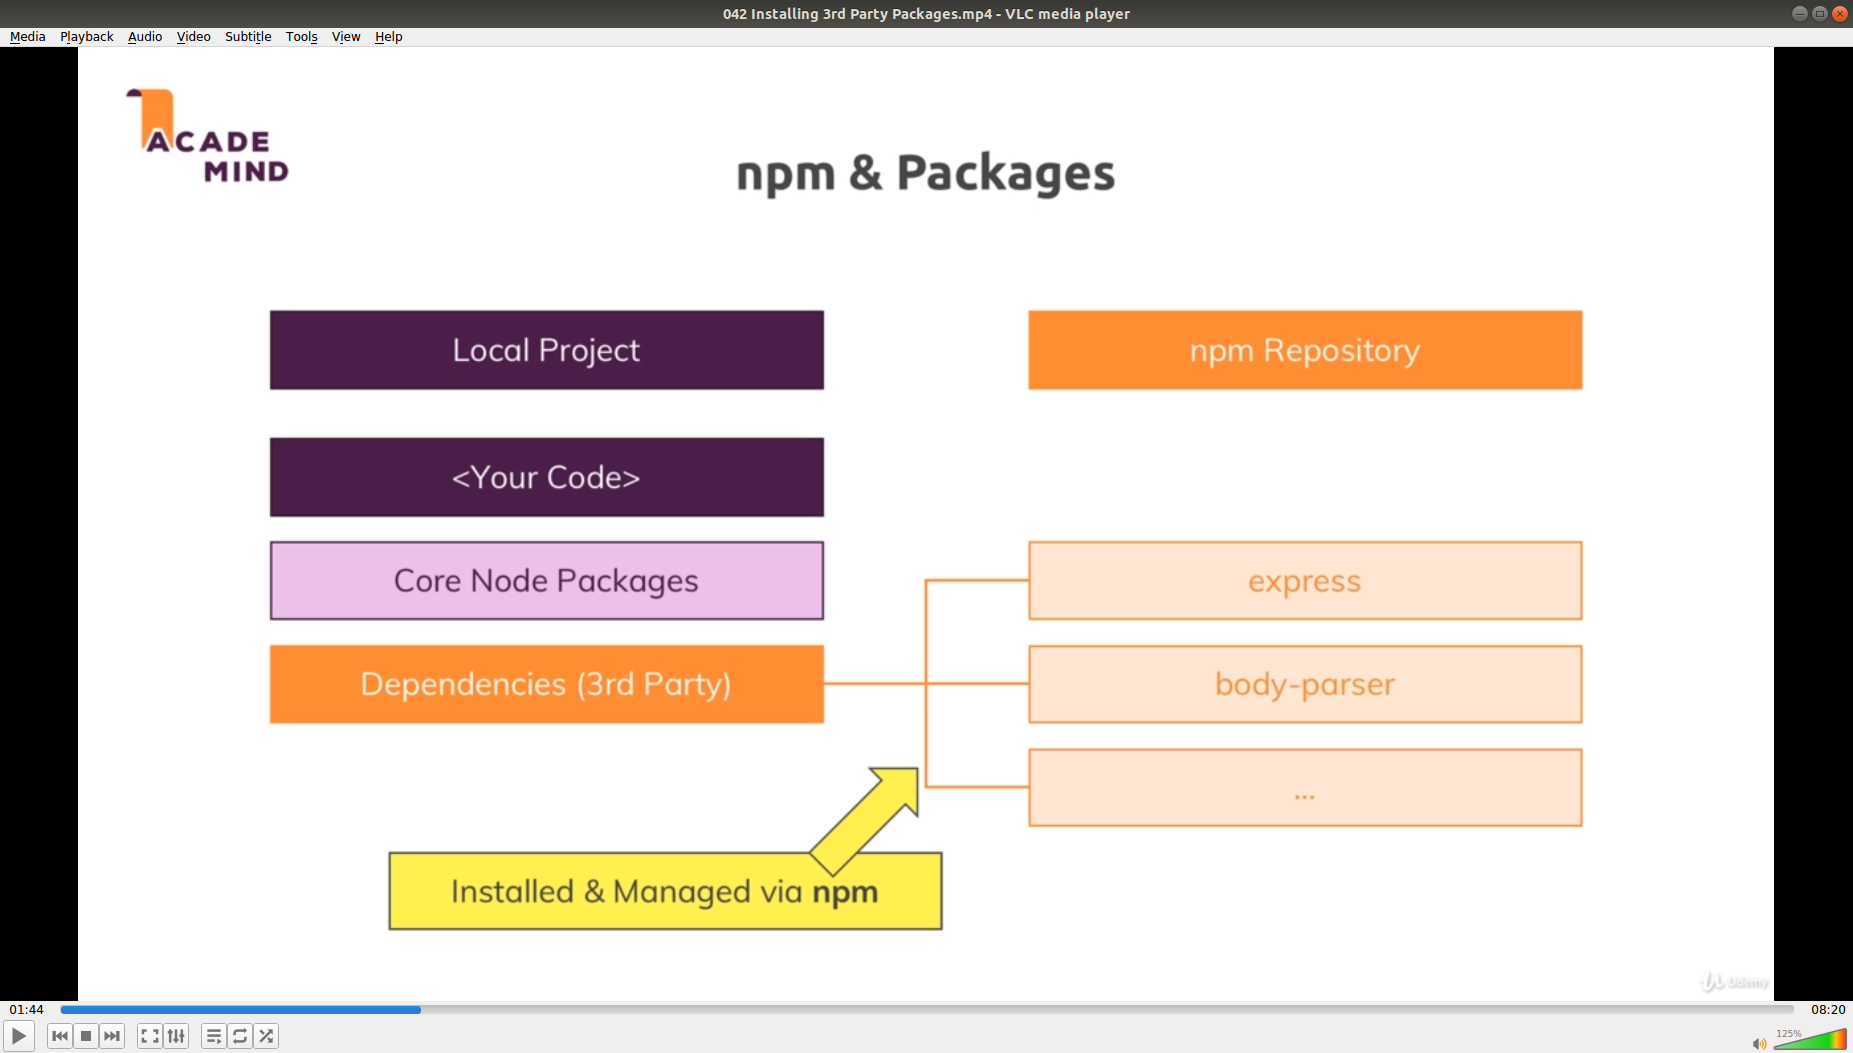 042 Installing 3rd Party Packages.mp4 - VLC media player
Media Playback Audio Video Subtitle Tools View Help
ACADE
MIND
npm & Packages
Local Project
npm Repository
<Your Code>
Core Node Packages
express
Dependencies (3rd Party)
body-parser
...
Installed & Managed via npm
Udemy
01:44
08:20
125%